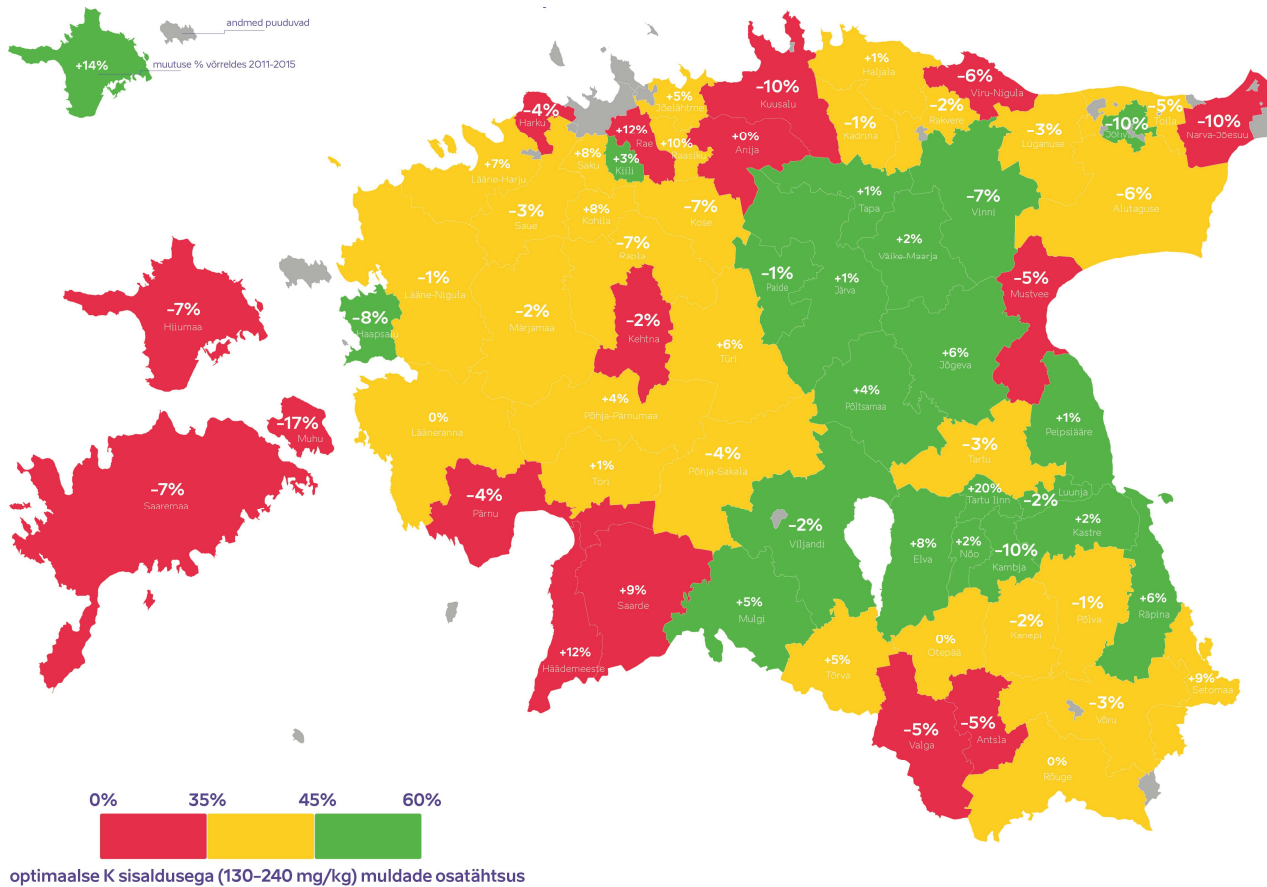 andmed puuduvad
+14%
muutuse % võrreldes 2011-2015
-4%
Harku
+5%
Jõelähtme
-10%
Kuusalu
+1%
Haljala
-6%
Viru-Nigula
-2%
Rakvere
-1%
Kadrina
-3%
Lüganuse
-10%
Jõhvi
-5%
Toila
-10%
Narva-Jõesuu
+12%
Rae
+0%
Anija
+10%
Raasiku
+8%
Saku
+3%
Kiili
+7%
Lääne-Harju
-6%
Alutaguse
-3%
Saue
+8%
Kohila
-7%
Kose
+1%
Tapa
-7%
Vinni
-7%
Rapla
+2%
Väike-Maarja
-1%
Lääne-Nigula
-1%
Paide
+1%
Järva
-5%
Mustvee
-7%
Hiiumaa
-8%
Haapsalu
-2%
Märjamaa
-2%
Kehtna
+6%
Türi
+6%
Jõgeva
+4%
Põltsamaa
+4%
Põhja-Pärnumaa
0%
Lääneranna
-17%
Muhu
+1%
Peipsiääre
-3%
Tartu
-4%
Põhja-Sakala
+1%
Tori
-7%
Saaremaa
-4%
Pärnu
+20%
Tartu linn
-2%
Luunja
-2%
Viljandi
+8%
Elva
+2%
Nõo
-10%
Kambja
+2%
Kastre
+9%
Saarde
+5%
Mulgi
-2%
Kanepi
-1%
Põlva
+6%
Räpina
0%
Otepää
+12%
Häädemeeste
+5%
Tõrva
+9%
Setomaa
-3%
Võru
-5%
Valga
-5%
Antsla
0%
Rõuge
0% 35% 45% 60%
optimaalse K sisaldusega (130-240 mg/kg) muldade osatähtsus